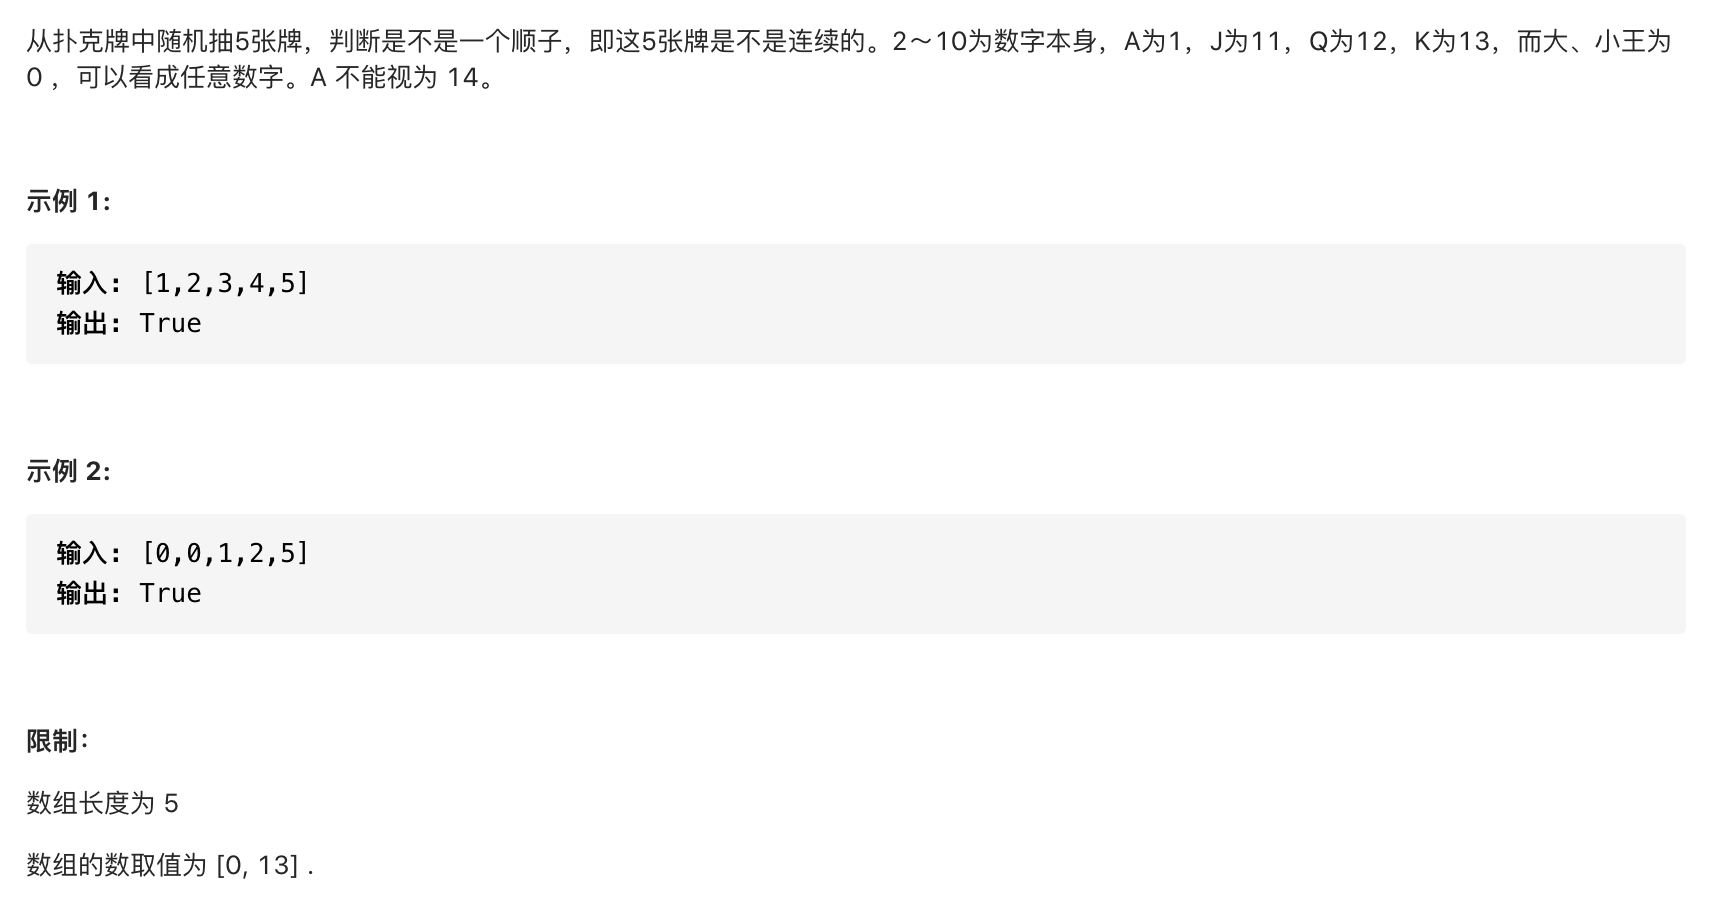 从扑克牌中随机抽5张牌，判断是不是一个顺子，即这5张牌是不是连续的。2～10为数字本身，A为1，J为11，Q为12，K为13，而大、小王为
0 ，可以看成任意数字。A 不能视为 14。
示例 1:
输入: [1,2,3,4,5]
输出: True
示例 2:
输入: [0,0,1,2,5]
输出: True
限制：
数组长度为 5
数组的数取值为 [0, 13] .